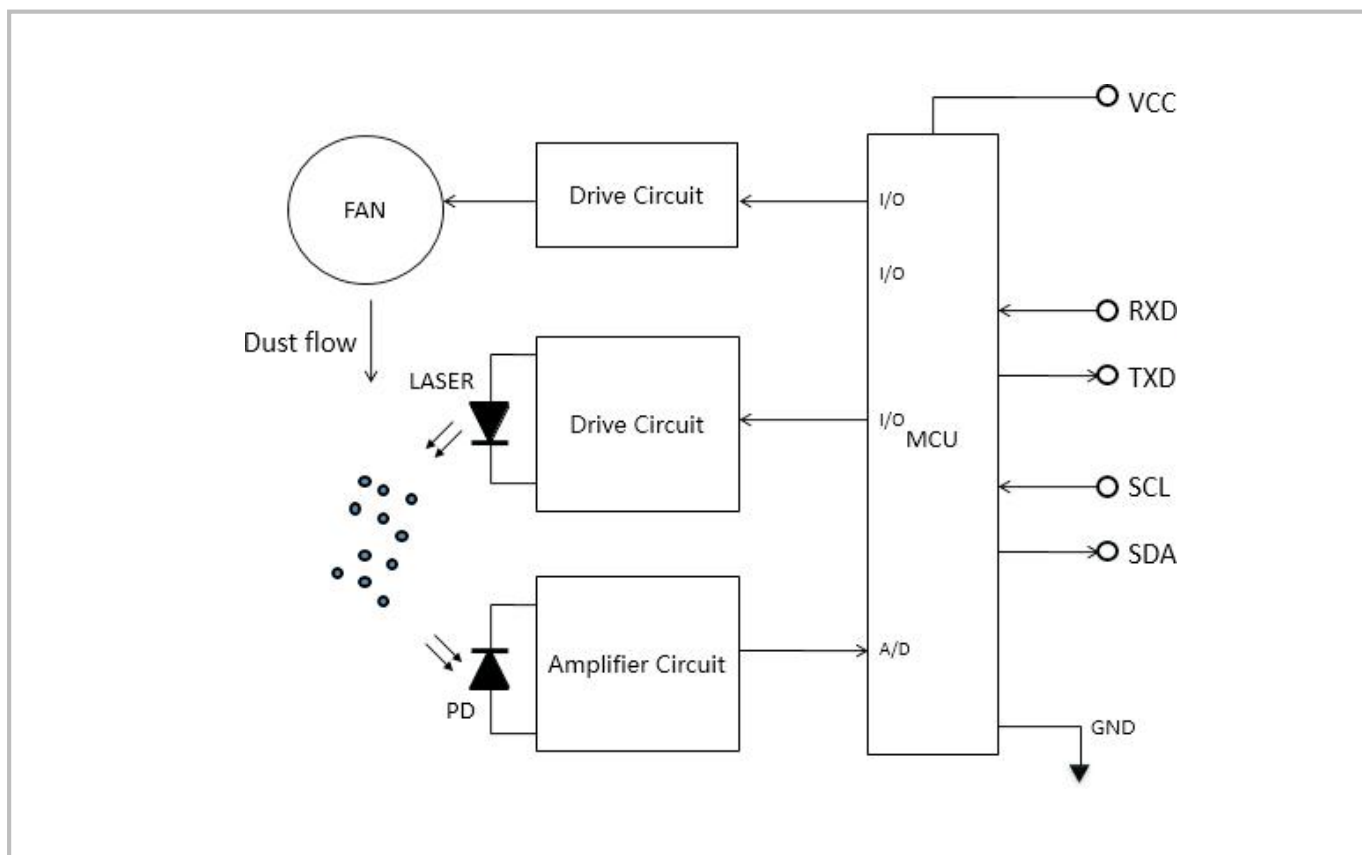 VCC
Drive Circuit
I/O
FAN
I/O
RXD
Dust flow
TXD
LASER
Drive Circuit
I/O
MCU
SCL
SDA
A/D
Amplifier Circuit
PD
GND